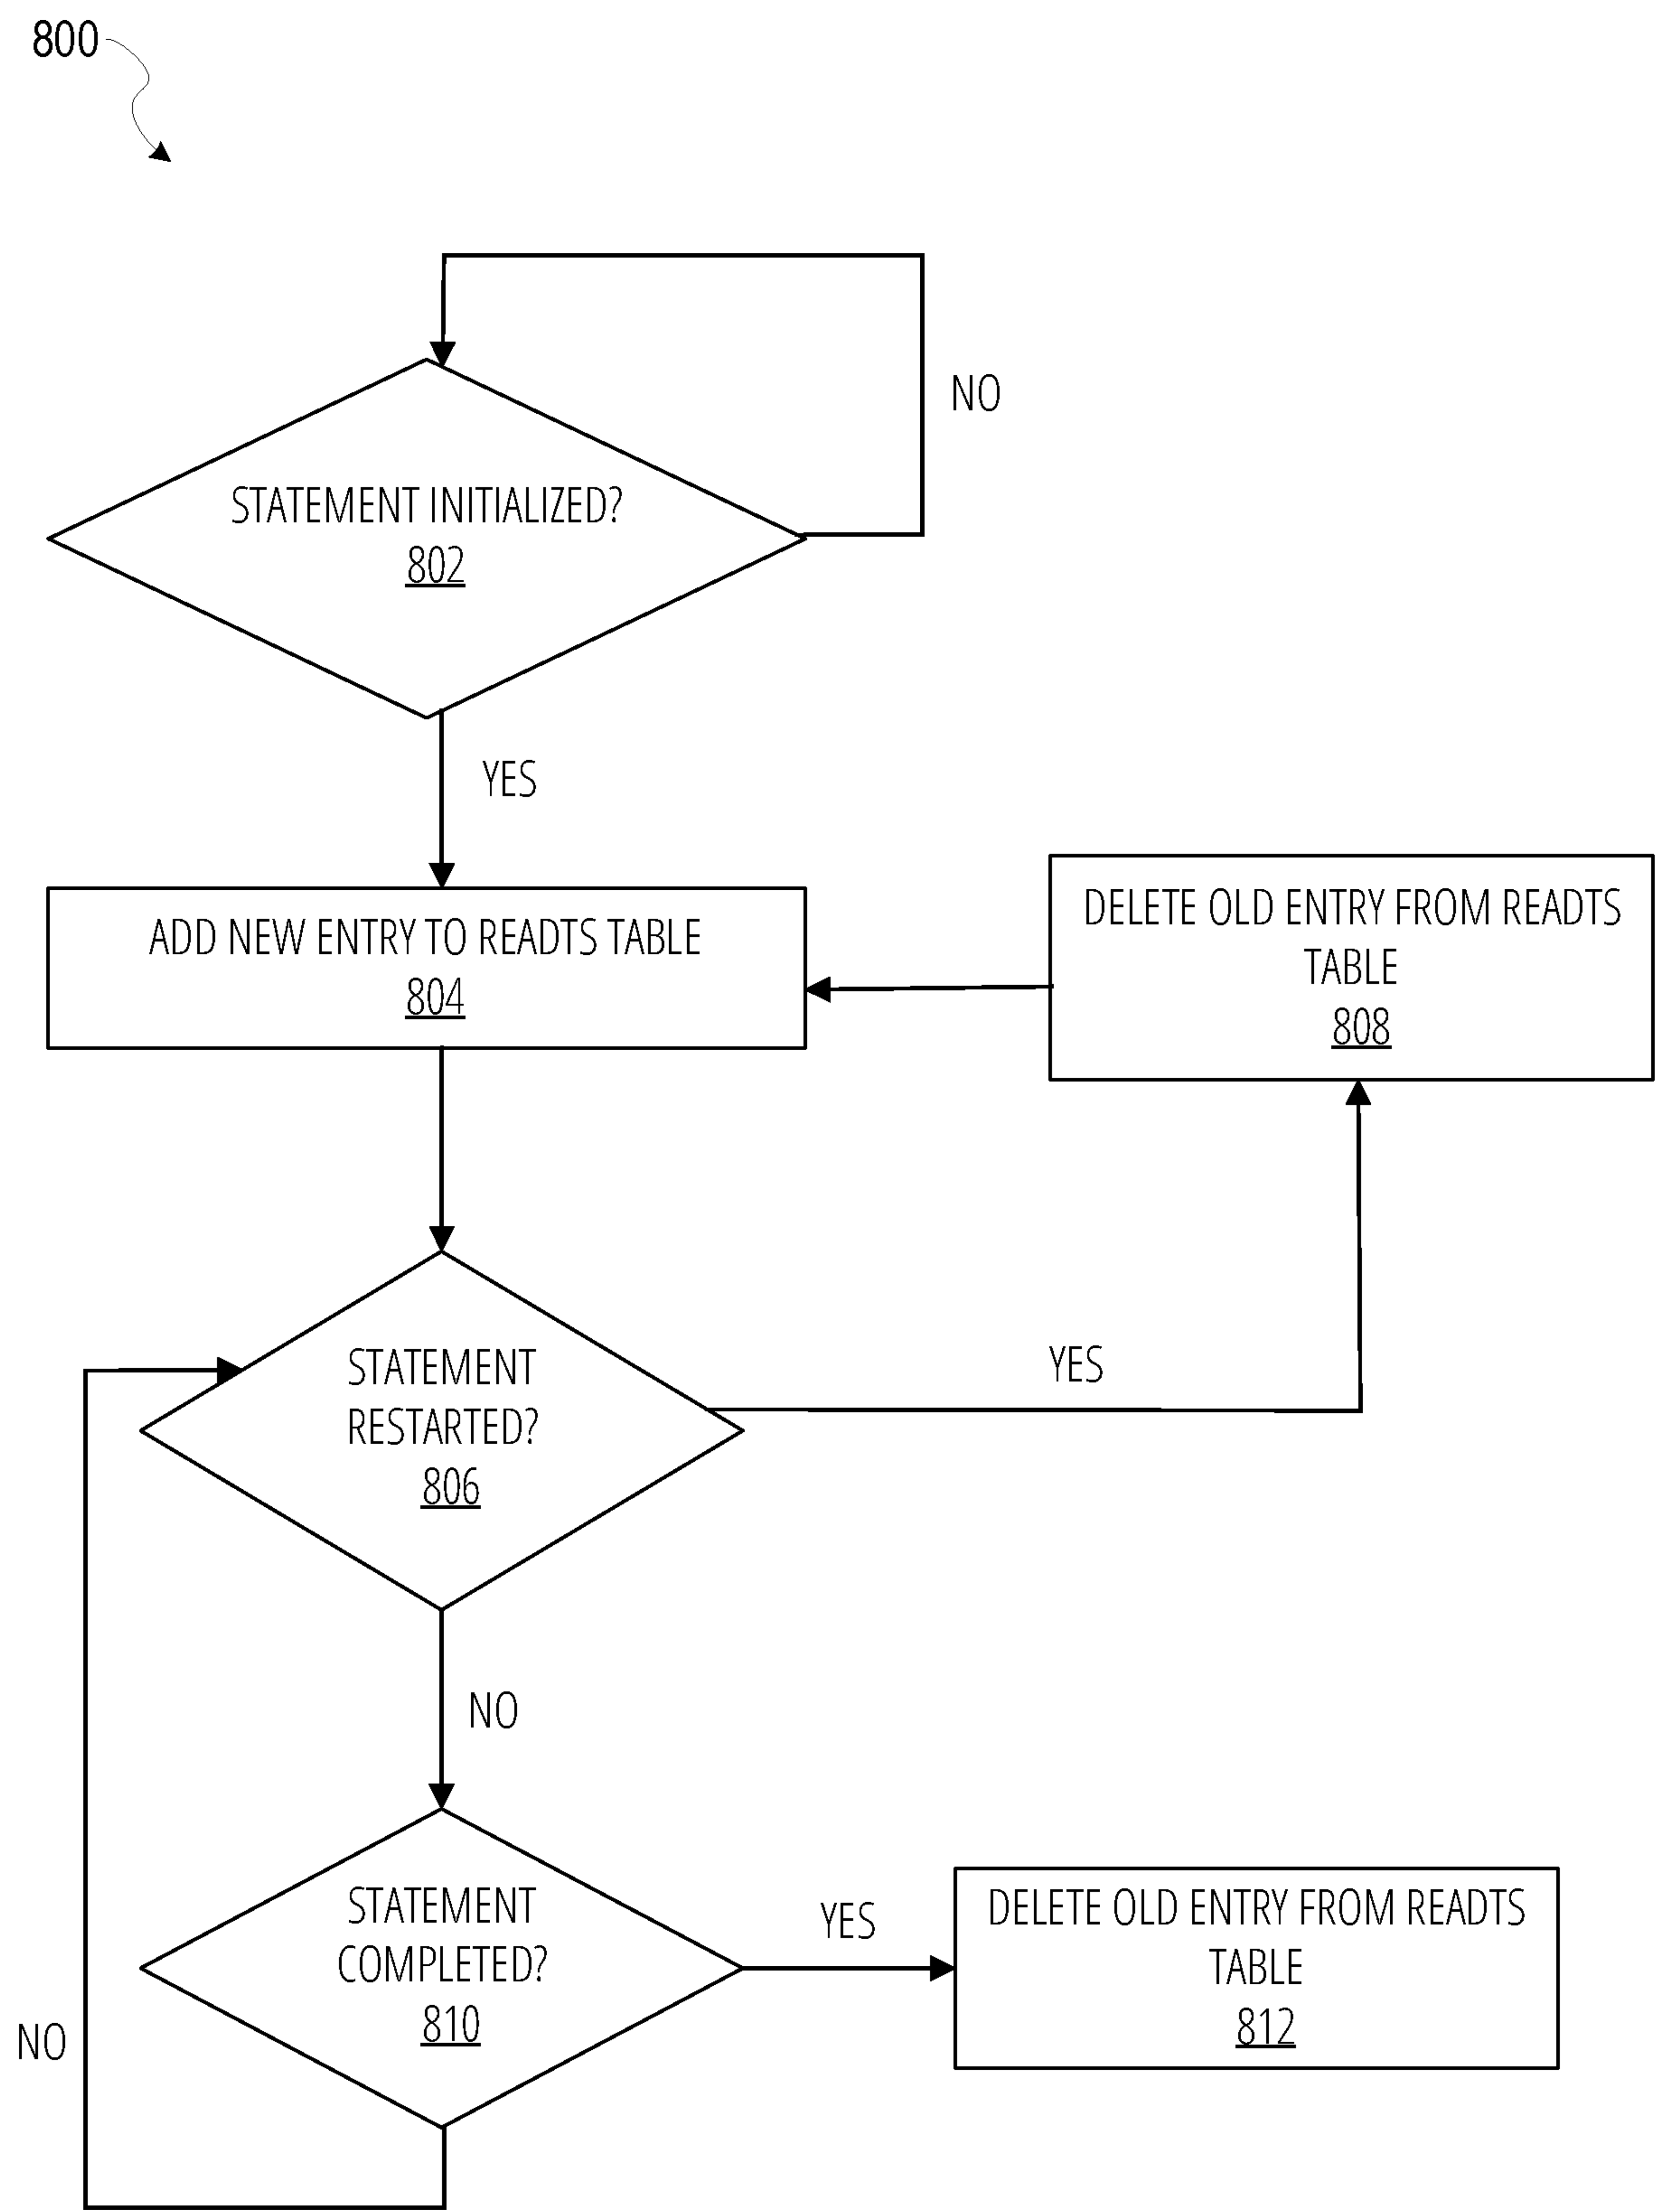 800
NO
STATEMENT INITIALIZED?
802
YES
ADD NEW ENTRY TO READTS TABLE
804
DELETE OLD ENTRY FROM READTS
TABLE
808
STATEMENT
RESTARTED?
806
YES
NO
STATEMENT
COMPLETED?
810
YES
DELETE OLD ENTRY FROM READTS
TABLE
812
NO